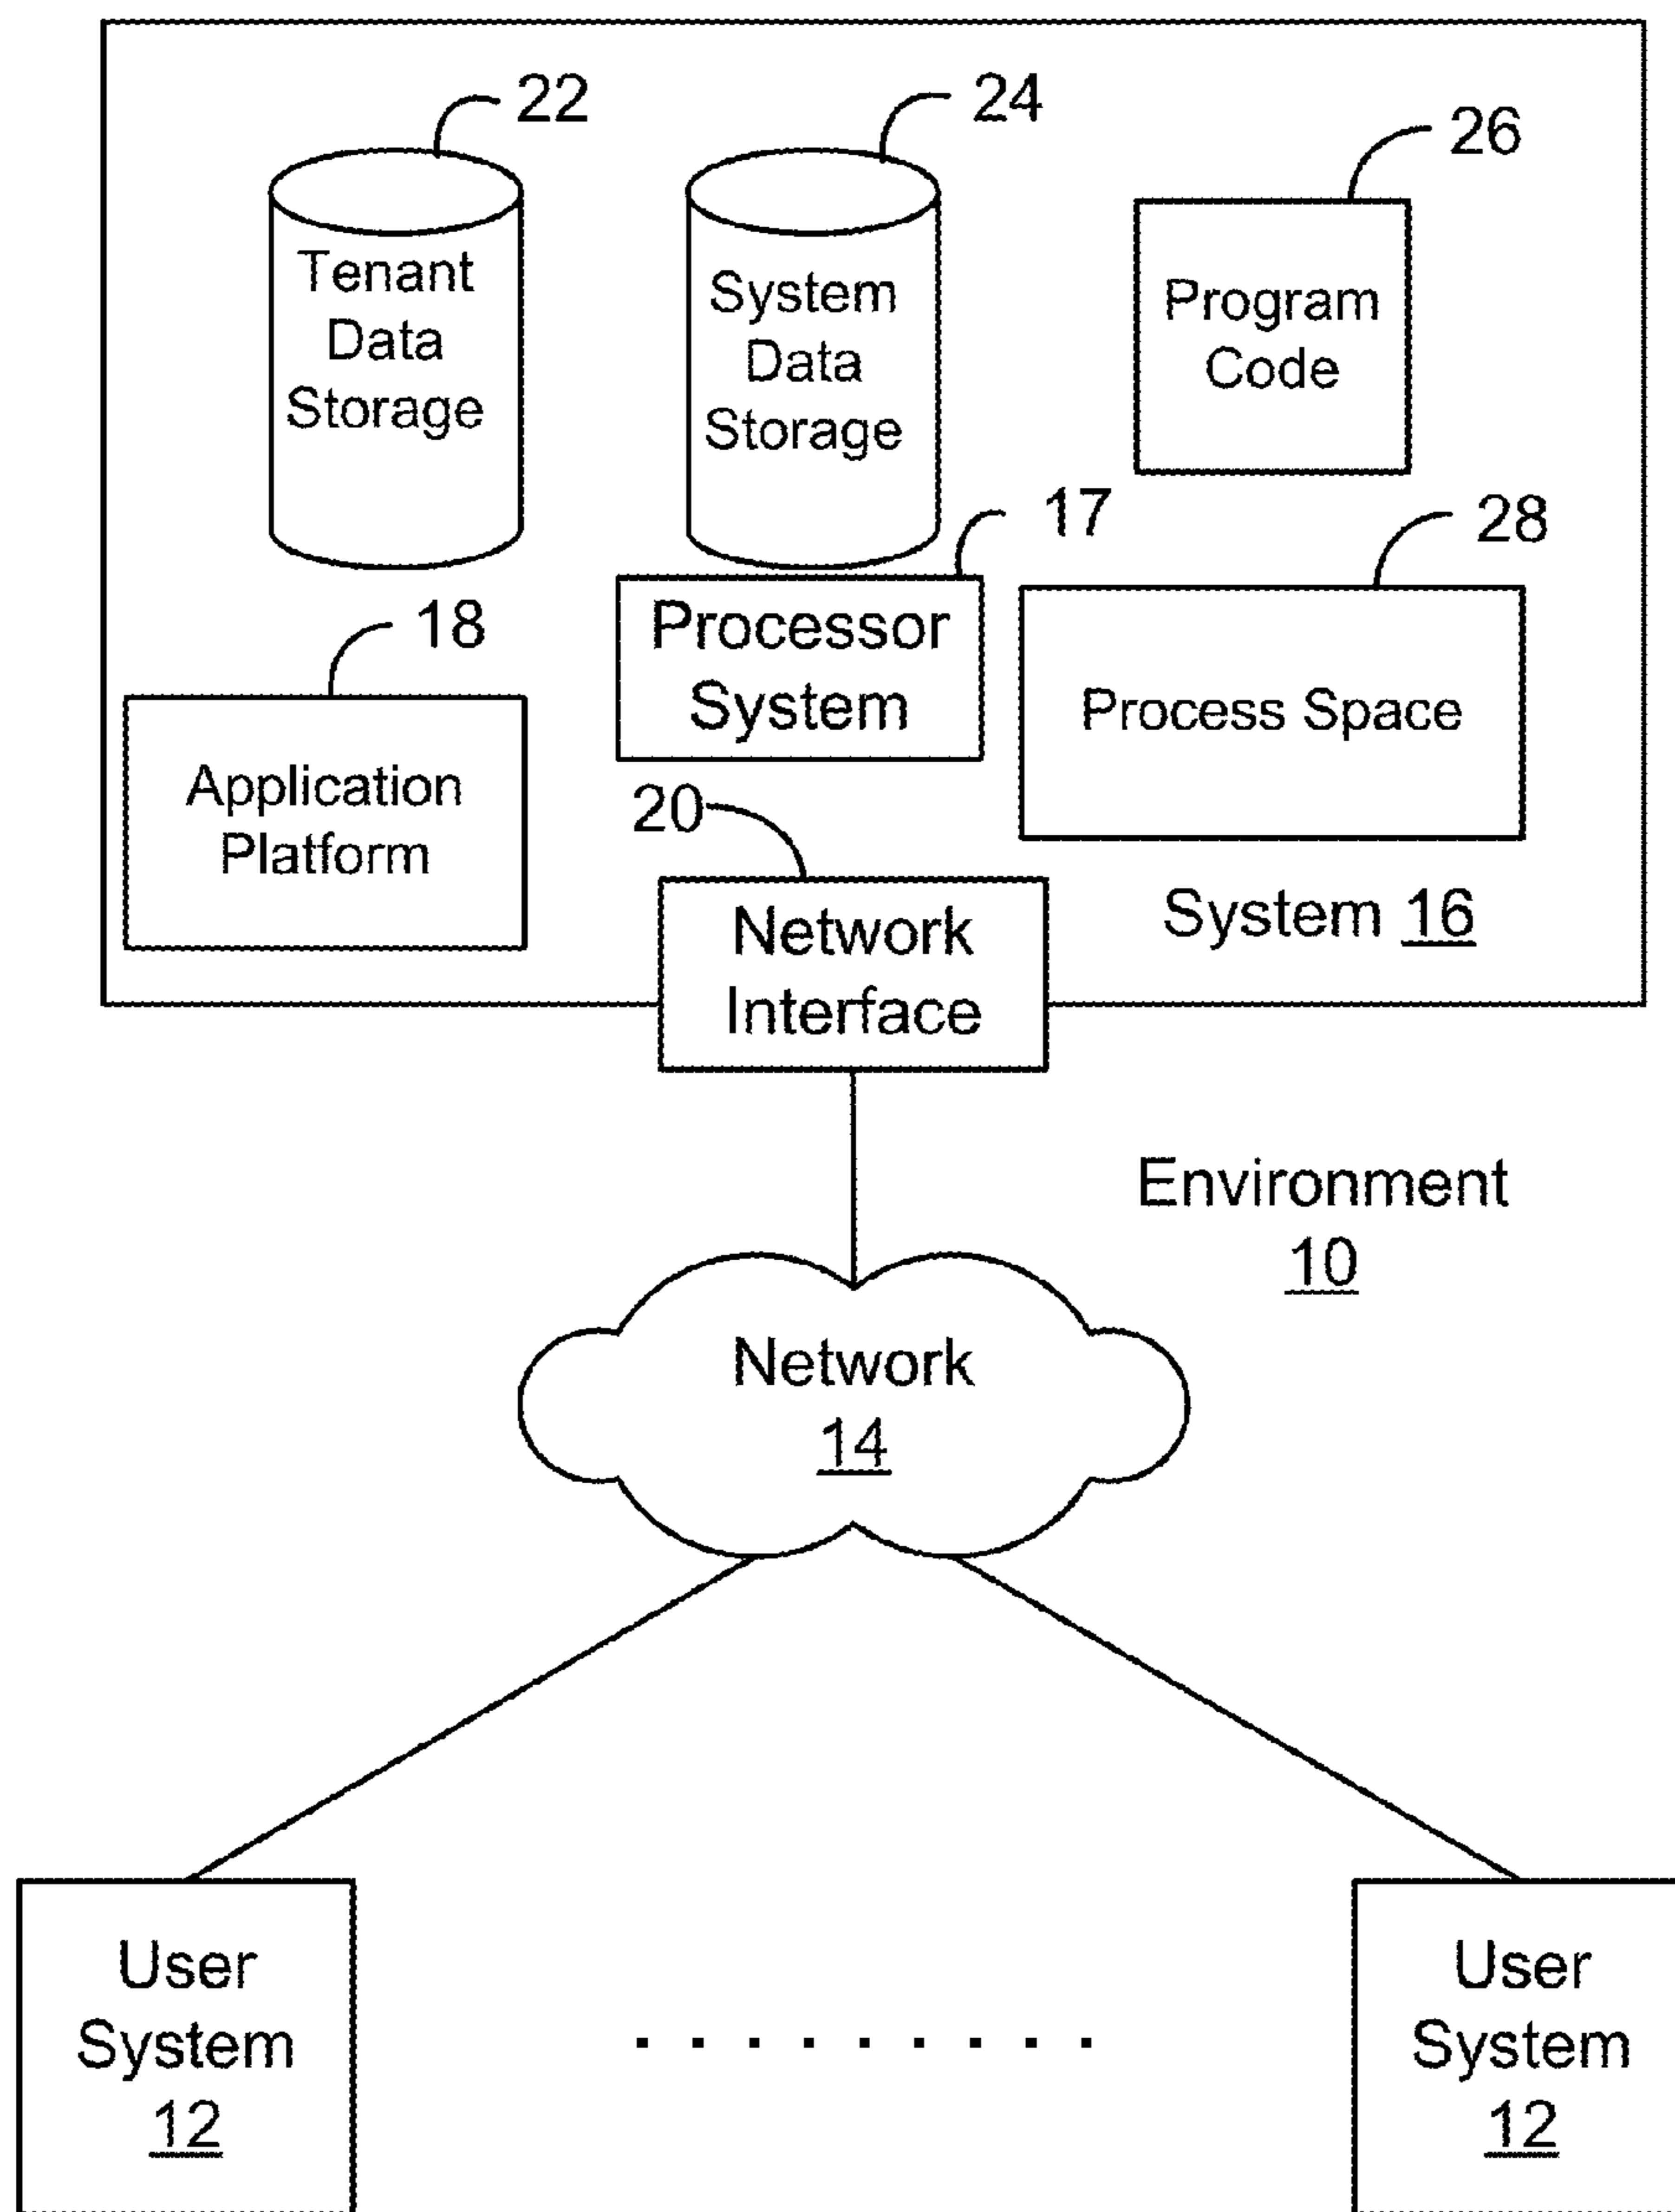 22
24
26
Tenant
Data
Storage
System
Data
Storage
Program
Code
17
28
18
Processor
System
Process Space
Application
Platform
20
Network
Interface
System 16
Environment
10
Network
14
User
System
12
. . . . . . . . .
User
System
12